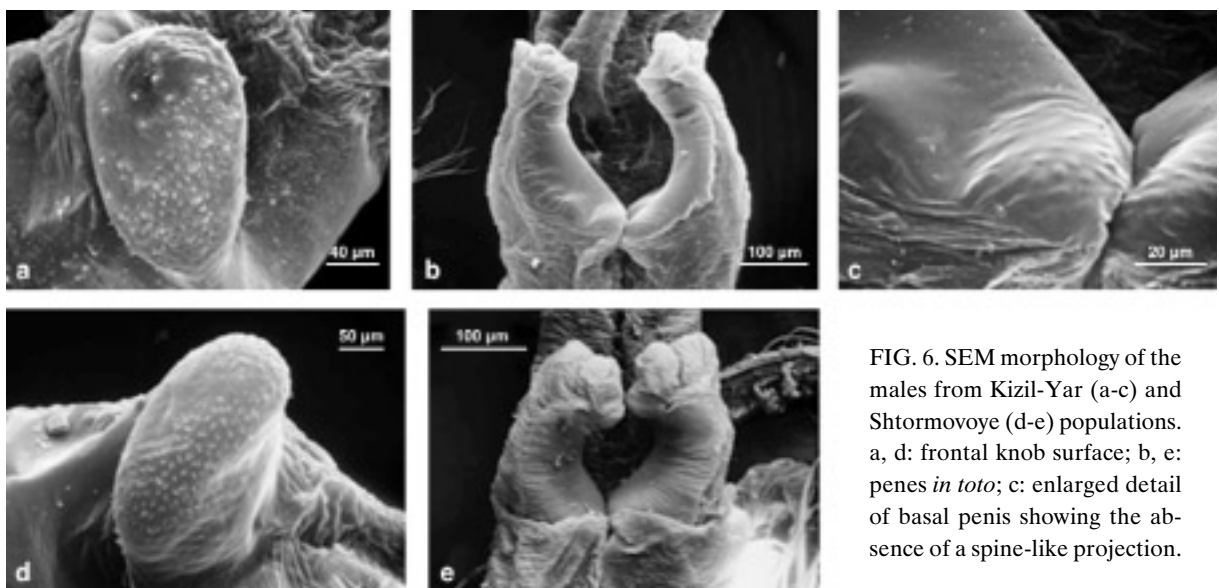 40 µm
a
b
100 µm
c
20 µm
50 µm
d
100 µm
e
FIG. 6. SEM morphology of the
males from Kizil-Yar (a-c) and
Shtormovoye (d-e) populations.
a, d: frontal knob surface; b, e:
penes in toto; c: enlarged detail
of basal penis showing the ab-
sence of a spine-like projection.